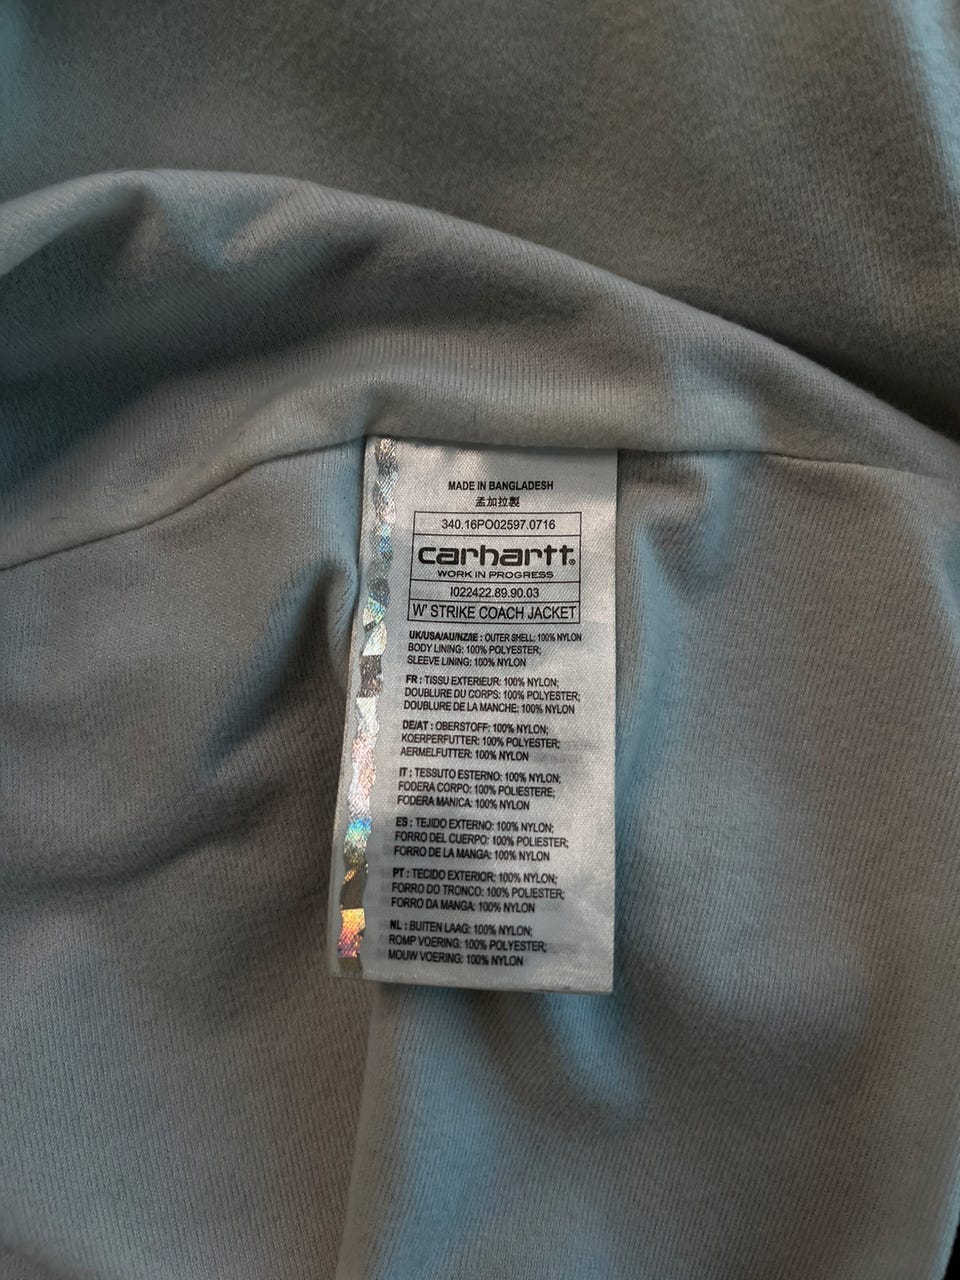 MADE IN BANGLADESH
孟加拉製
340.16PO02597.0716
carhartt®
WORK IN PROGRESS
I022422.89.90.03
W' STRIKE COACH JACKET
UK/USA/AU/NZ/IE : OUTER SHELL: 100% NYLON
BODY LINING: 100% POLYESTER;
SLEEVE LINING: 100% NYLON
FR : TISSU EXTERIEUR: 100% NYLON;
DOUBLURE DU CORPS: 100% POLYESTER;
DOUBLURE DE LA MANCHE: 100% NYLON
DE/AT : OBERSTOFF: 100% NYLON;
KOERPERFUTTER: 100% POLYESTER;
AERMELFUTTER: 100% NYLON
IT : TESSUTO ESTERNO: 100% NYLON;
FODERA CORPO: 100% POLIESTERE;
FODERA MANICA: 100% NYLON
ES : TEJIDO EXTERNO: 100% NYLON;
FORRO DEL CUERPO: 100% POLIESTER;
FORRO DE LA MANGA: 100% NYLON
PT : TECIDO EXTERIOR: 100% NYLON;
FORRO DO TRONCO: 100% POLIESTER;
FORRO DA MANGA: 100% NYLON
NL : BUITEN LAAG: 100% NYLON;
ROMP VOERING: 100% POLYESTER;
MOUW VOERING: 100% NYLON